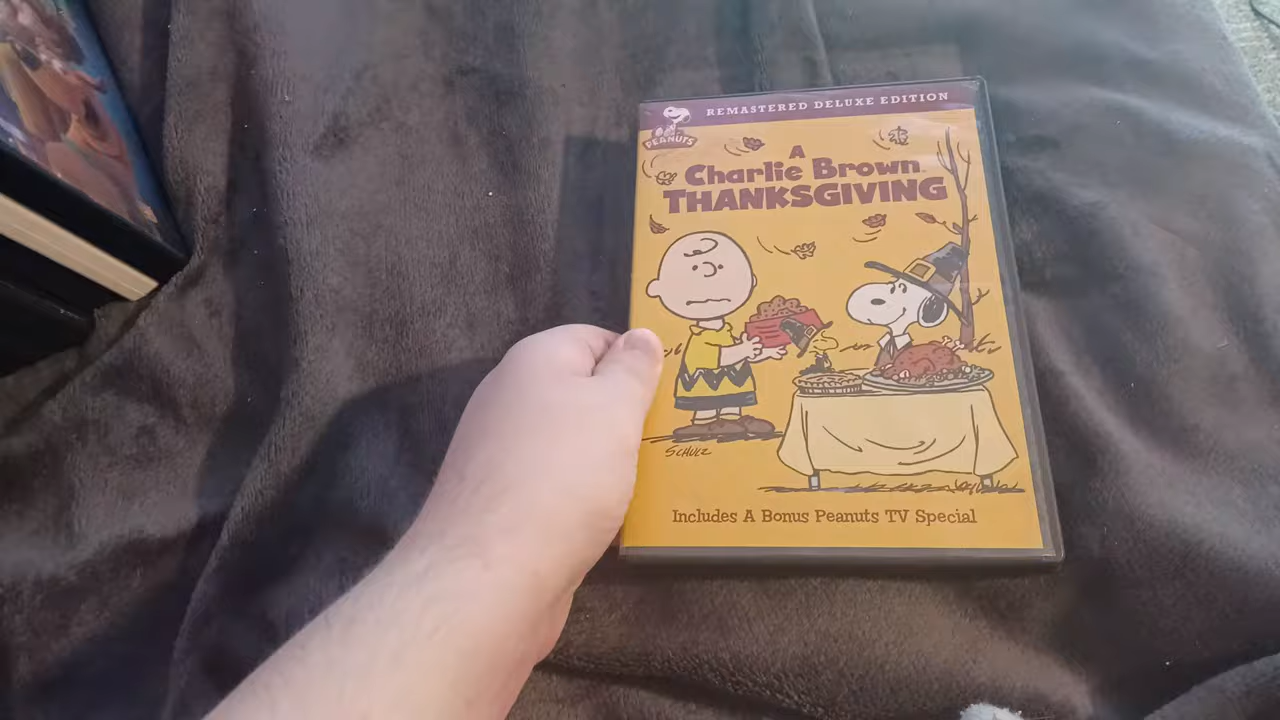 REMASTERED DELUXE EDITION
PEANUTS
A
Charlie Brown
THANKSGIVING
SCHULZ
Includes A Bonus Peanuts TV Special